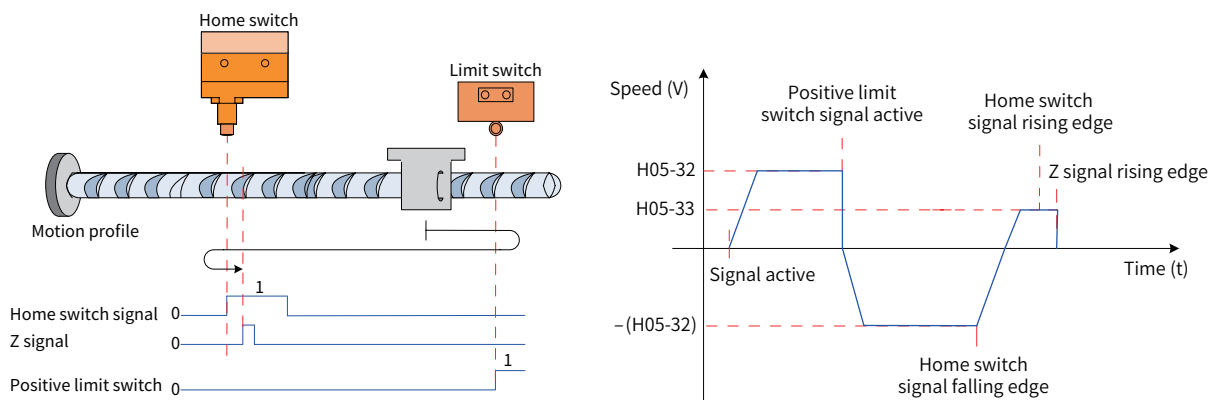 Home switch
Limit switch
Motion profile
1
Home switch signal 0
Z signal 0
1
Positive limit switch 0
Speed (V)
Positive limit
switch signal active
Home switch
signal rising edge
Z signal rising edge
H05-32
H05-33
Signal active
Time (t)
–(H05-32)
Home switch
signal falling edge